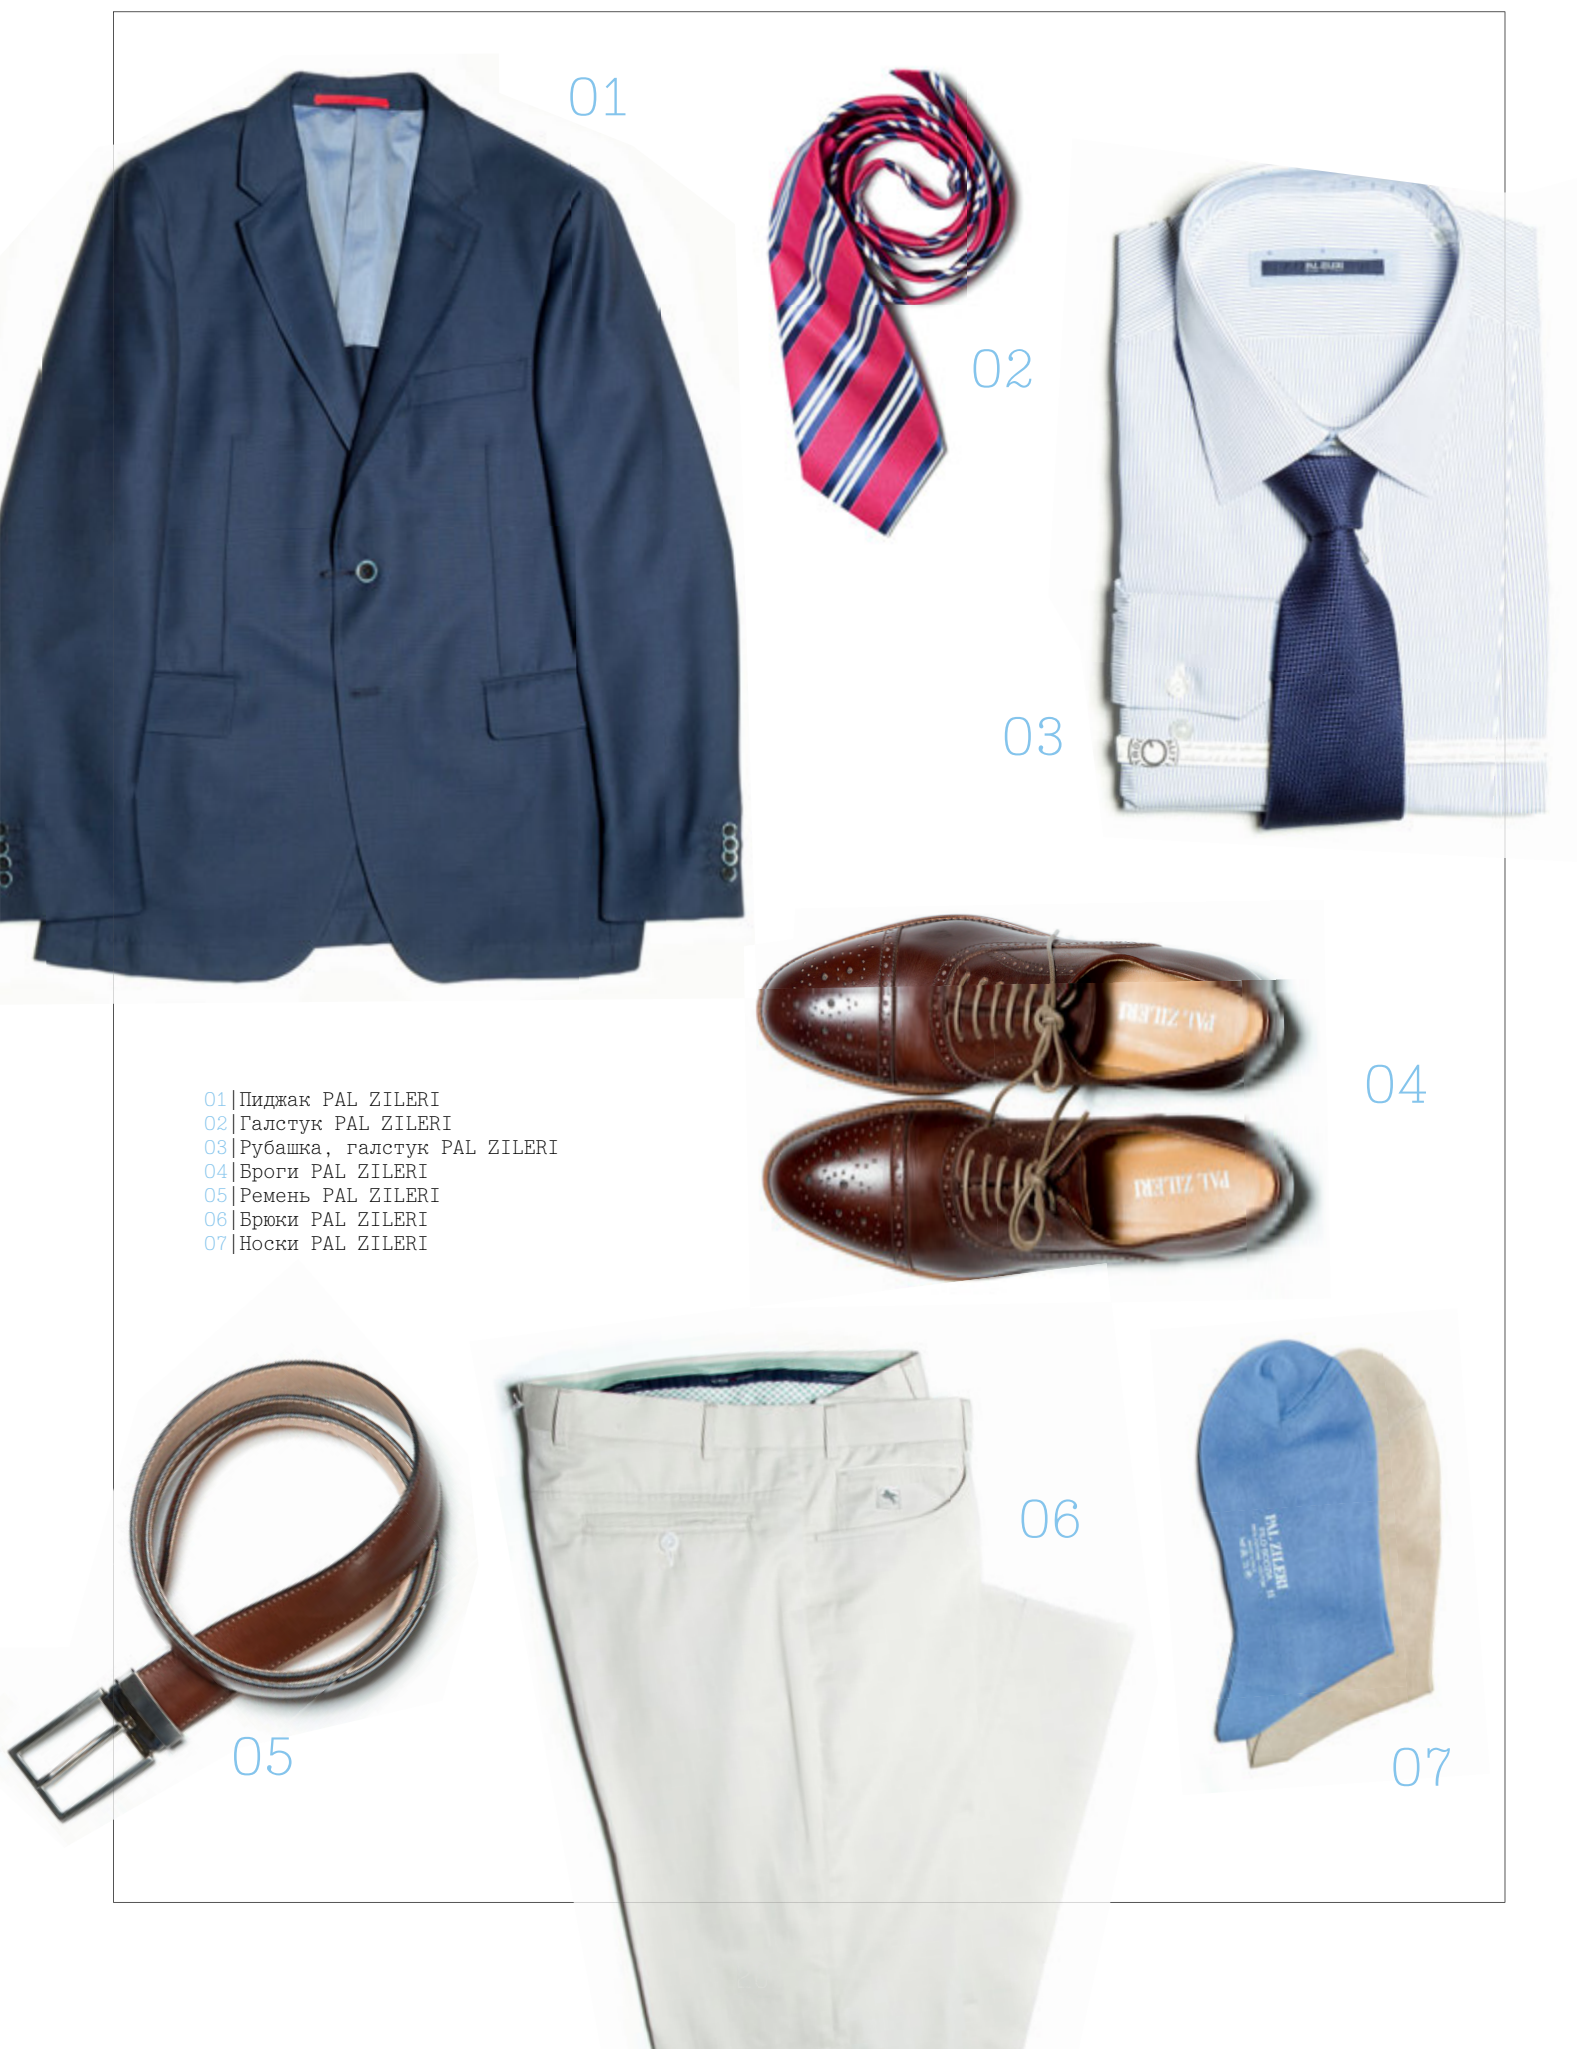 01
02
PAL ZILERI
03
PAL ZILERI
04
PAL ZILERI
01|Пиджак PAL ZILERI
02|Галстук PAL ZILERI
03|Рубашка, галстук PAL ZILERI
04|Броги PAL ZILERI
05|Ремень PAL ZILERI
06|Брюки PAL ZILERI
07|Носки PAL ZILERI
06
PAL ZILERI
05
07